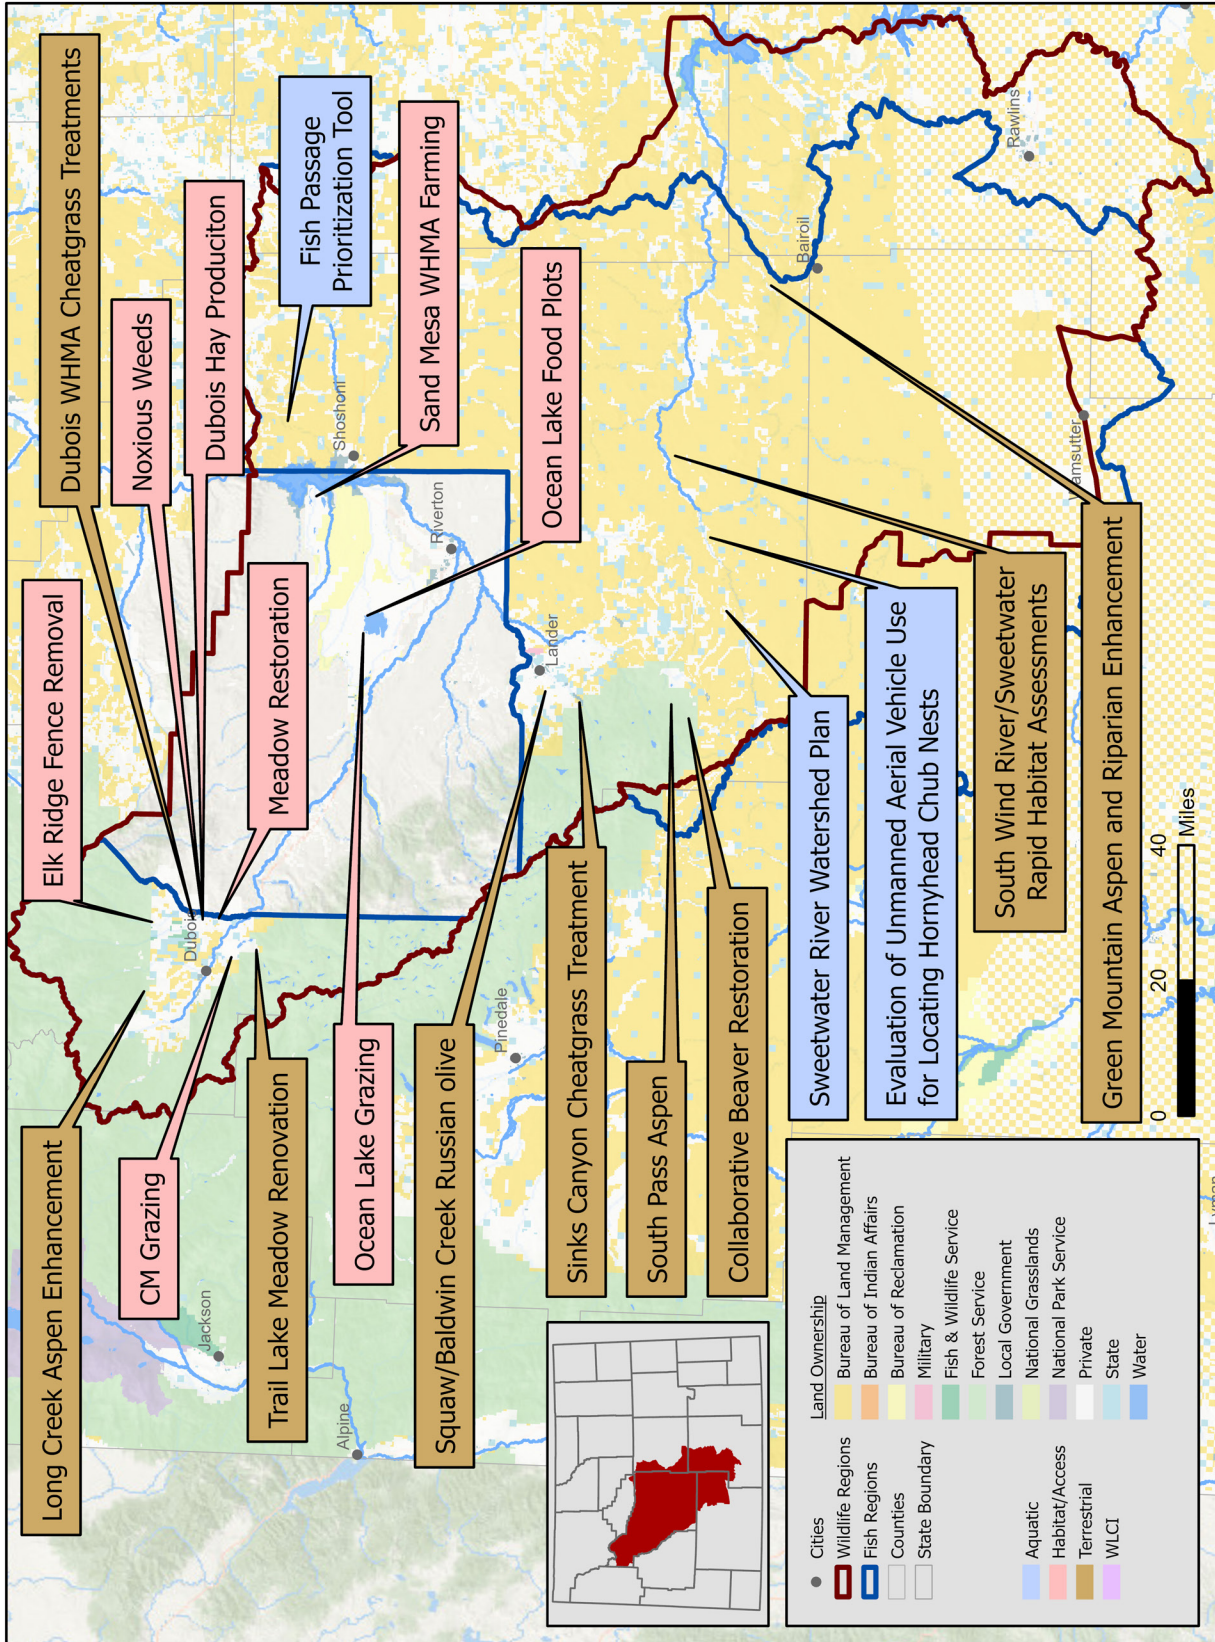 Long Creek Aspen Enhancement
Elk Ridge Fence Removal
Dubois WHMA Cheatgrass Treatments
CM Grazing
Noxious Weeds
Dubois Hay Produciton
Trail Lake Meadow Renovation
Meadow Restoration
Fish Passage
Prioritization Tool
Ocean Lake Grazing
Sand Mesa WHMA Farming
Squaw/Baldwin Creek Russian olive
Ocean Lake Food Plots
Sinks Canyon Cheatgrass Treatment
South Pass Aspen
Collaborative Beaver Restoration
Sweetwater River Watershed Plan
Evaluation of Unmanned Aerial Vehicle Use
for Locating Hornyhead Chub Nests
South Wind River/Sweetwater
Rapid Habitat Assessments
Green Mountain Aspen and Riparian Enhancement
Jackson
Dubois
Alpine
Shoshoni
Riverton
Pinedale
Lander
Bairoil
Rawlins
Wamsutter
Lyman
0 20 40
Miles
Cities
Wildlife Regions
Fish Regions
Counties
State Boundary
Aquatic
Habitat/Access
Terrestrial
WLCI
Land Ownership
Bureau of Land Management
Bureau of Indian Affairs
Bureau of Reclamation
Military
Fish & Wildlife Service
Forest Service
Local Government
National Grasslands
National Park Service
Private
State
Water